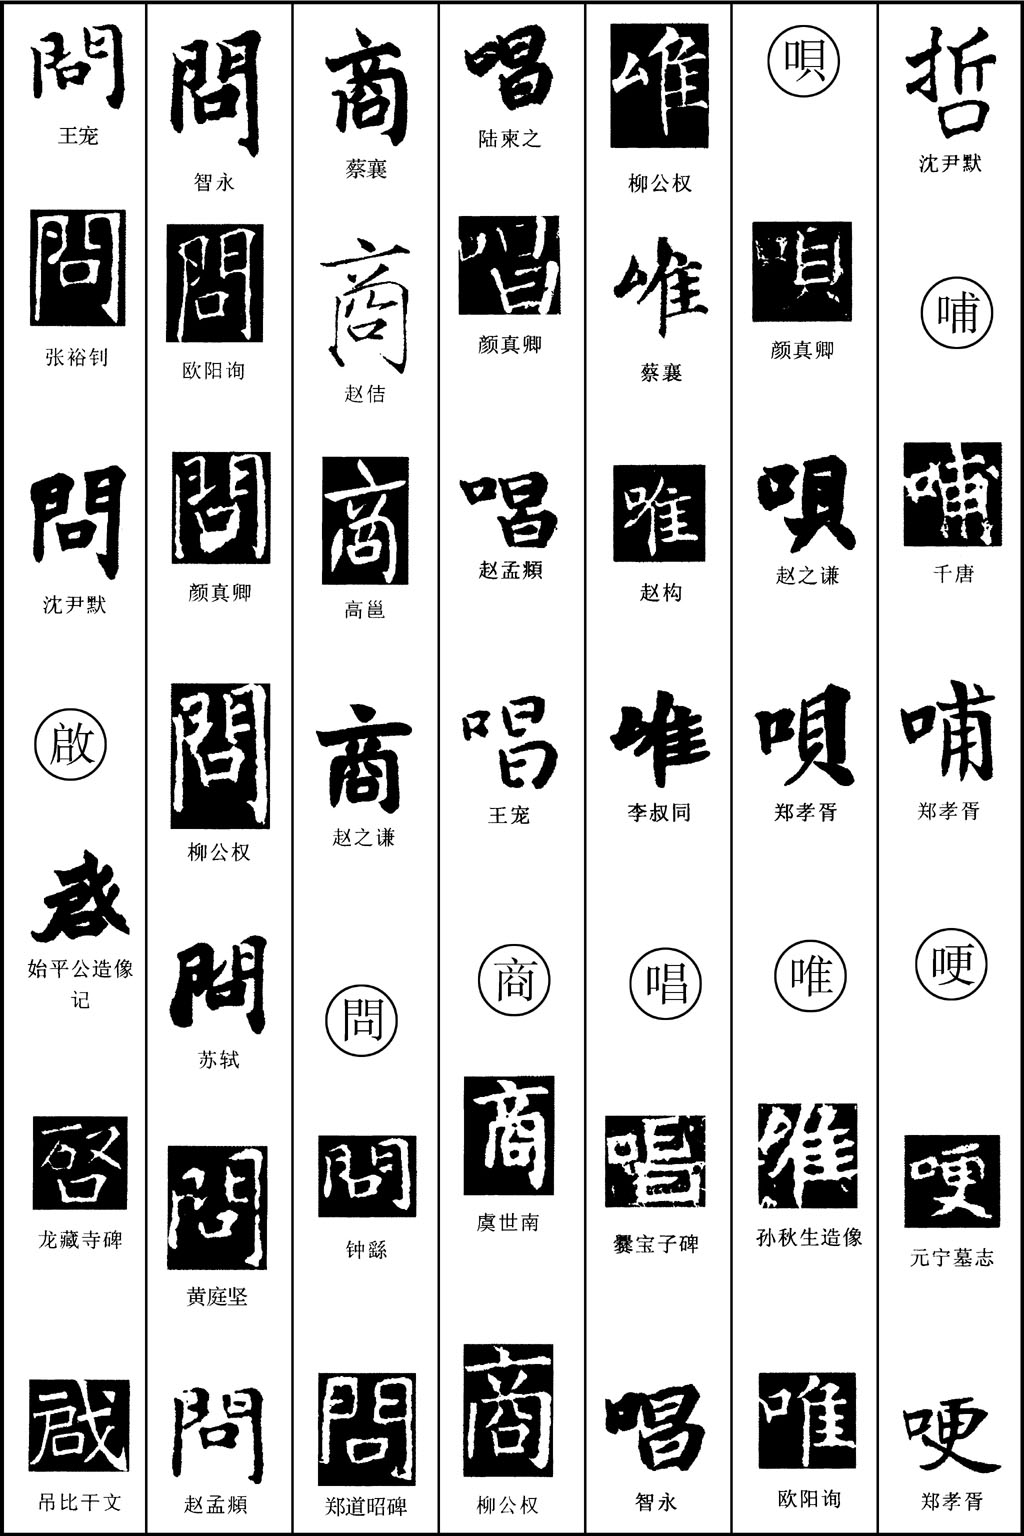 哲
沈尹默
哺
哺
千唐
哺
郑孝胥
哽
哽
元宁墓志
哽
郑孝胥
唄
唄
颜真卿
唄
赵之谦
唄
郑孝胥
唯
唯
孙秋生造像
唯
欧阳询
唯
柳公权
唯
蔡襄
唯
赵构
唯
李叔同
唱
唱
爨宝子碑
唱
智永
唱
陆柬之
唱
颜真卿
唱
赵孟頫
唱
王宠
商
商
虞世南
商
柳公权
商
蔡襄
商
赵佶
商
高邕
商
赵之谦
問
問
钟繇
問
郑道昭碑
問
智永
問
欧阳询
問
颜真卿
問
柳公权
問
苏轼
問
黄庭坚
問
赵孟頫
問
王宠
問
张裕钊
問
沈尹默
啟
始平公造像
记
啓
龙藏寺碑
吊比干文